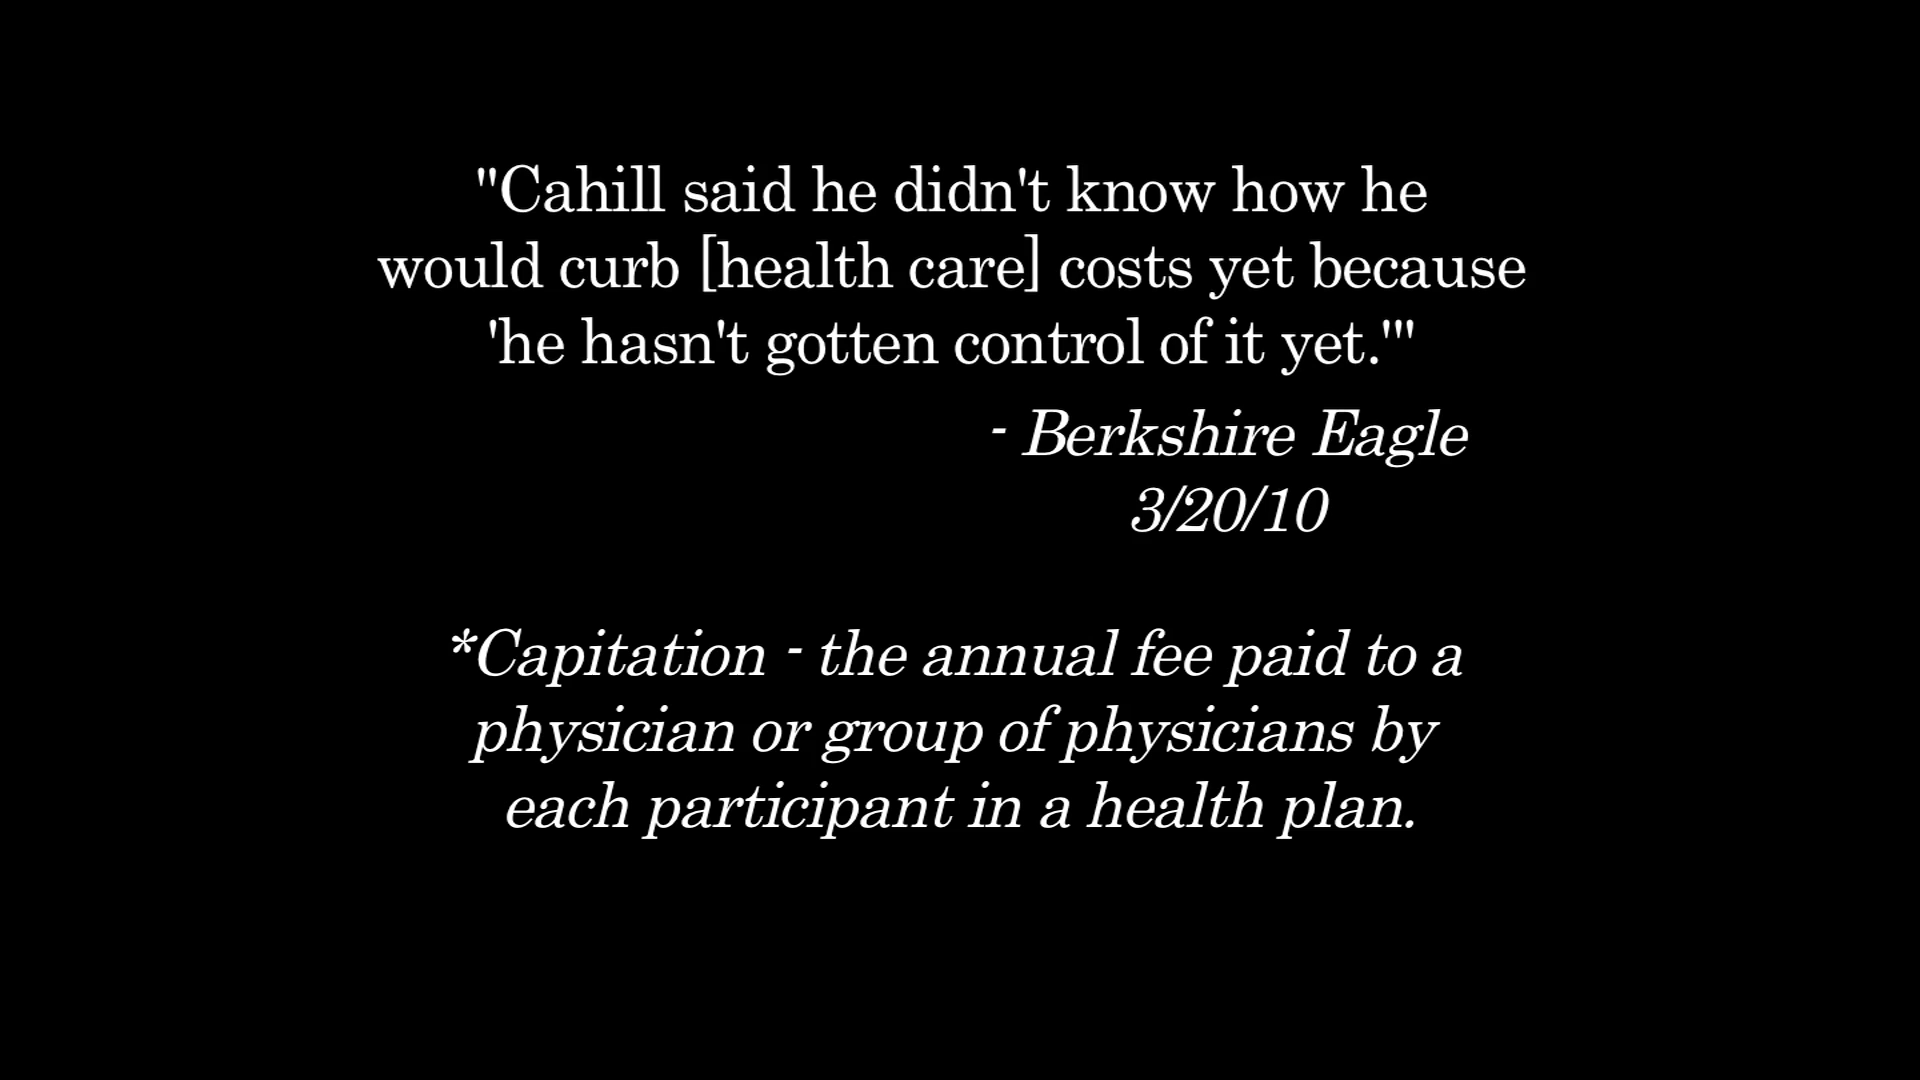 "Cahill said he didn't know how he
would curb [health care] costs yet because
'he hasn't gotten control of it yet.'"
- Berkshire Eagle
3/20/10
*Capitation - the annual fee paid to a
physician or group of physicians by
each participant in a health plan.